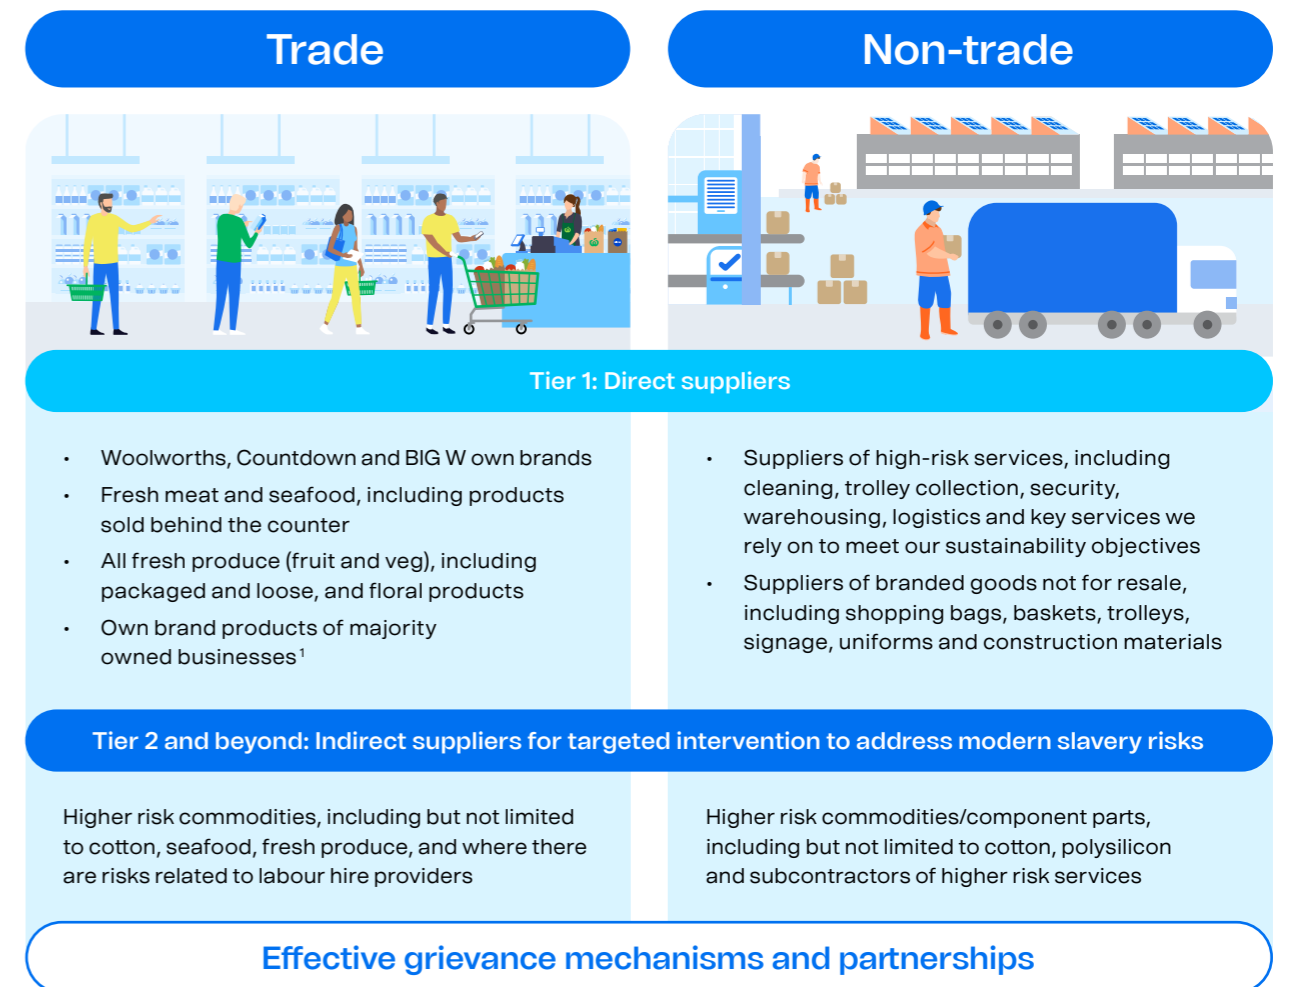 Trade
Non-trade
Tier 1: Direct suppliers
• Woolworths, Countdown and BIG W own brands
• Fresh meat and seafood, including products
sold behind the counter
• All fresh produce (fruit and veg), including
packaged and loose, and floral products
• Own brand products of majority
owned businesses¹
• Suppliers of high-risk services, including
cleaning, trolley collection, security,
warehousing, logistics and key services we
rely on to meet our sustainability objectives
• Suppliers of branded goods not for resale,
including shopping bags, baskets, trolleys,
signage, uniforms and construction materials
Tier 2 and beyond: Indirect suppliers for targeted intervention to address modern slavery risks
Higher risk commodities, including but not limited
to cotton, seafood, fresh produce, and where there
are risks related to labour hire providers
Higher risk commodities/component parts,
including but not limited to cotton, polysilicon
and subcontractors of higher risk services
Effective grievance mechanisms and partnerships